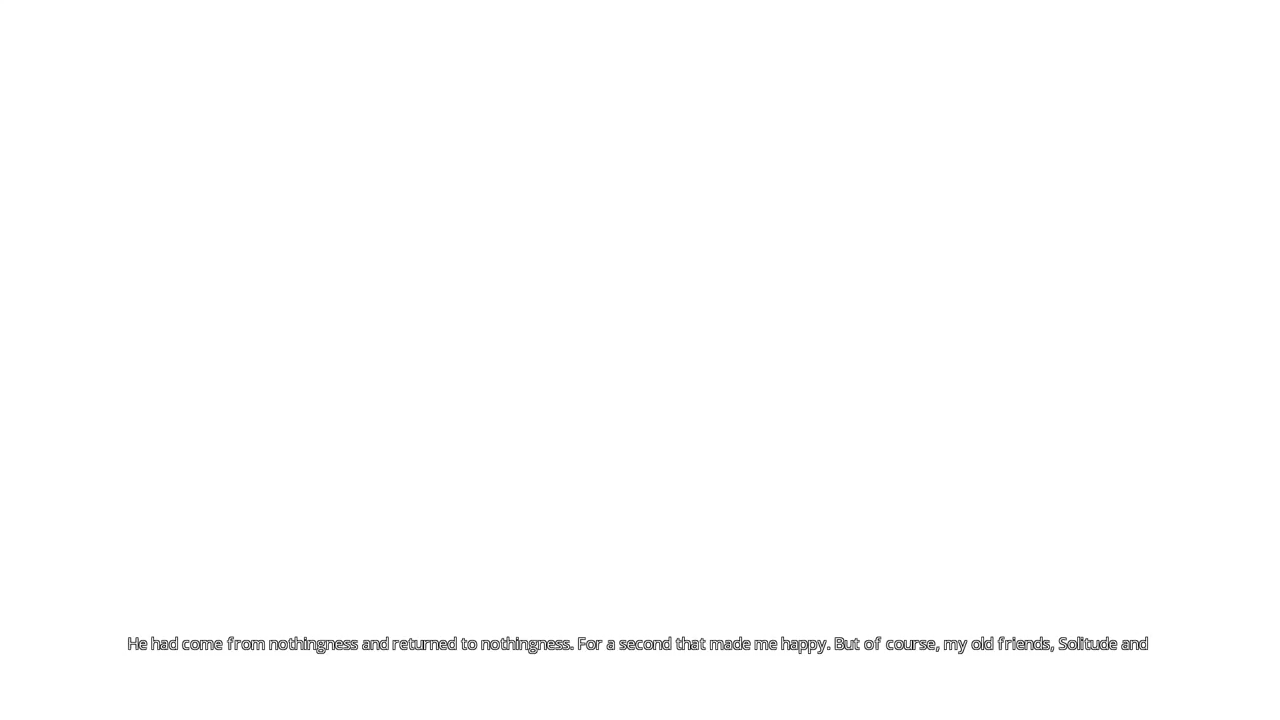 He had come from nothingness and returned to nothingness. For a second that made me happy. But of course, my old friends, Solitude and